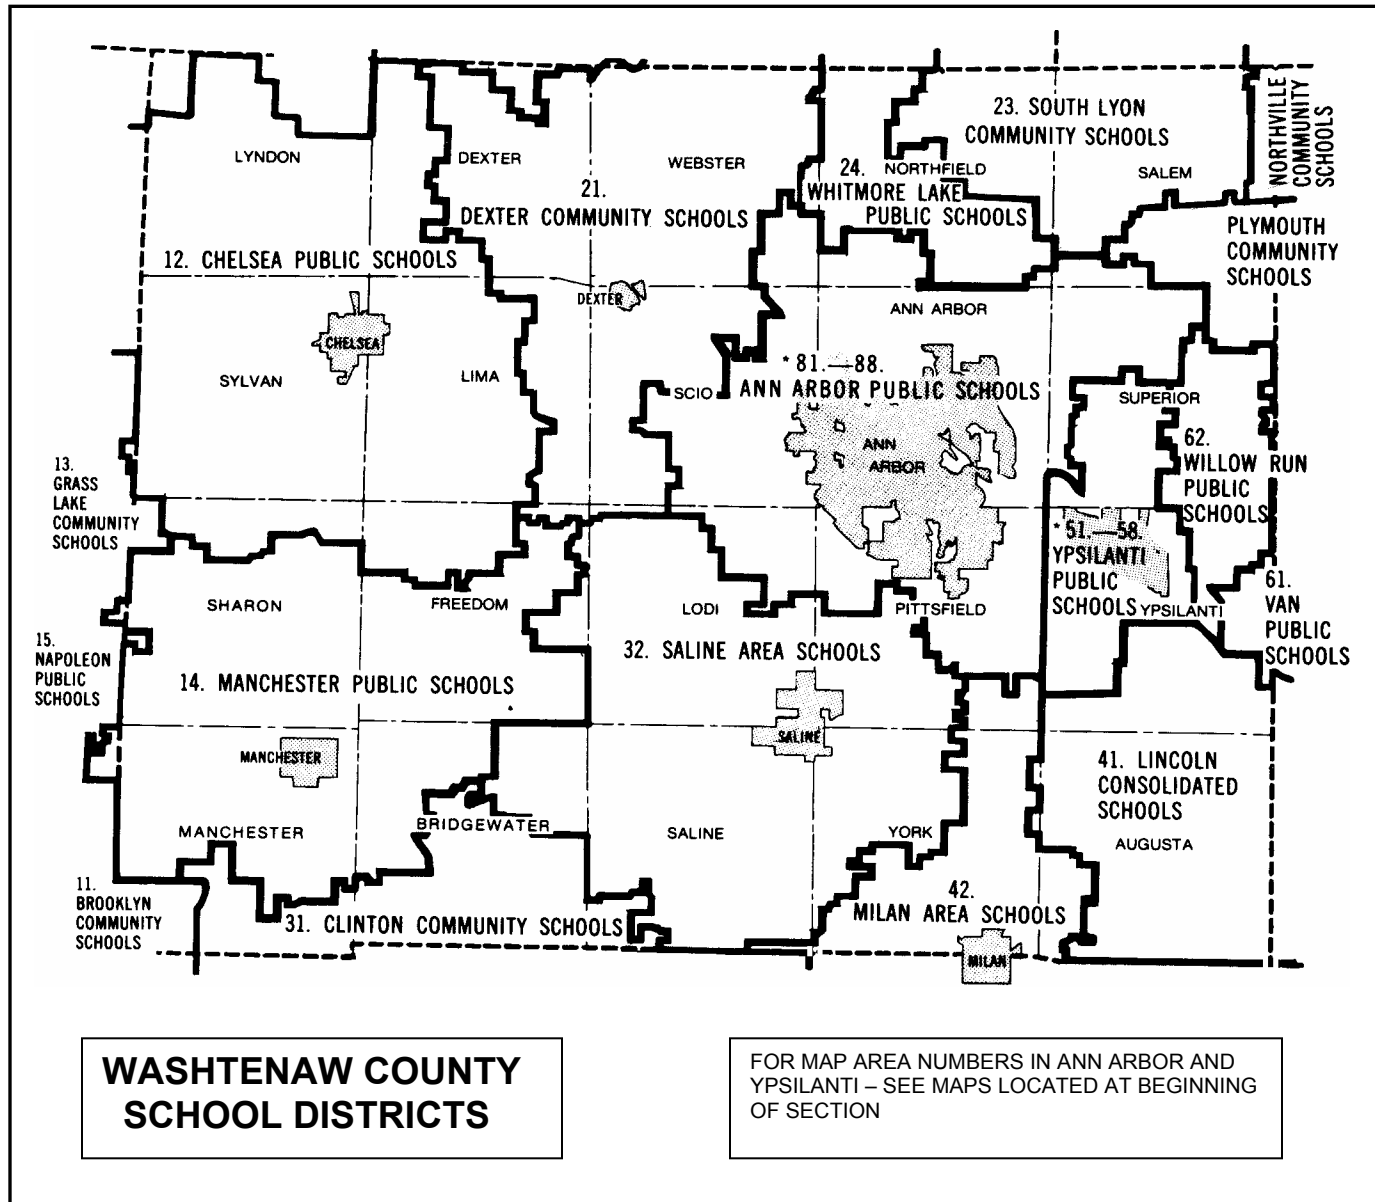 23. SOUTH LYON
COMMUNITY SCHOOLS
NORTHVILLE
COMMUNITY
SCHOOLS
LYNDON
DEXTER
WEBSTER
24.
NORTHFIELD
SALEM
WHITMORE LAKE
PUBLIC SCHOOLS
21.
DEXTER COMMUNITY SCHOOLS
PLYMOUTH
COMMUNITY
SCHOOLS
12. CHELSEA PUBLIC SCHOOLS
DEXTER
ANN ARBOR
CHELSEA
SYLVAN
LIMA
SCIO
* 81.—88.
ANN ARBOR PUBLIC SCHOOLS
SUPERIOR
ANN
ARBOR
62.
WILLOW RUN
PUBLIC
SCHOOLS
13.
GRASS
LAKE
COMMUNITY
SCHOOLS
* 51.—58.
YPSILANTI
PUBLIC
SCHOOLS
YPSILANTI
61.
VAN
PUBLIC
SCHOOLS
SHARON
FREEDOM
LODI
PITTSFIELD
15.
NAPOLEON
PUBLIC
SCHOOLS
32. SALINE AREA SCHOOLS
14. MANCHESTER PUBLIC SCHOOLS
SALINE
MANCHESTER
41. LINCOLN
CONSOLIDATED
SCHOOLS
MANCHESTER
BRIDGEWATER
SALINE
YORK
AUGUSTA
11.
BROOKLYN
COMMUNITY
SCHOOLS
31. CLINTON COMMUNITY SCHOOLS
42.
MILAN AREA SCHOOLS
MILAN
WASHTENAW COUNTY
SCHOOL DISTRICTS
FOR MAP AREA NUMBERS IN ANN ARBOR AND
YPSILANTI – SEE MAPS LOCATED AT BEGINNING
OF SECTION